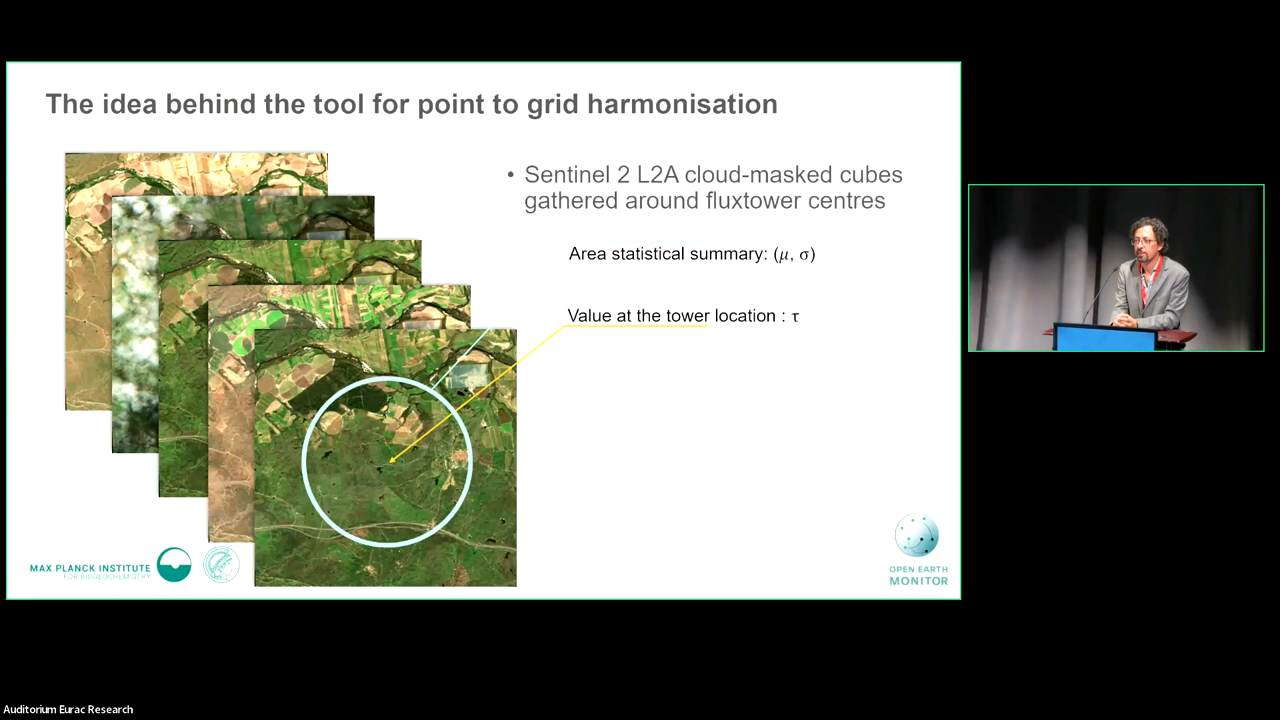 The idea behind the tool for point to grid harmonisation
• Sentinel 2 L2A cloud-masked cubes
gathered around fluxtower centres
Area statistical summary: (μ, σ)
Value at the tower location : τ
MAX PLANCK INSTITUTE
FOR BIOGEOCHEMISTRY
OPEN EARTH
MONITOR
Auditorium Eurac Research